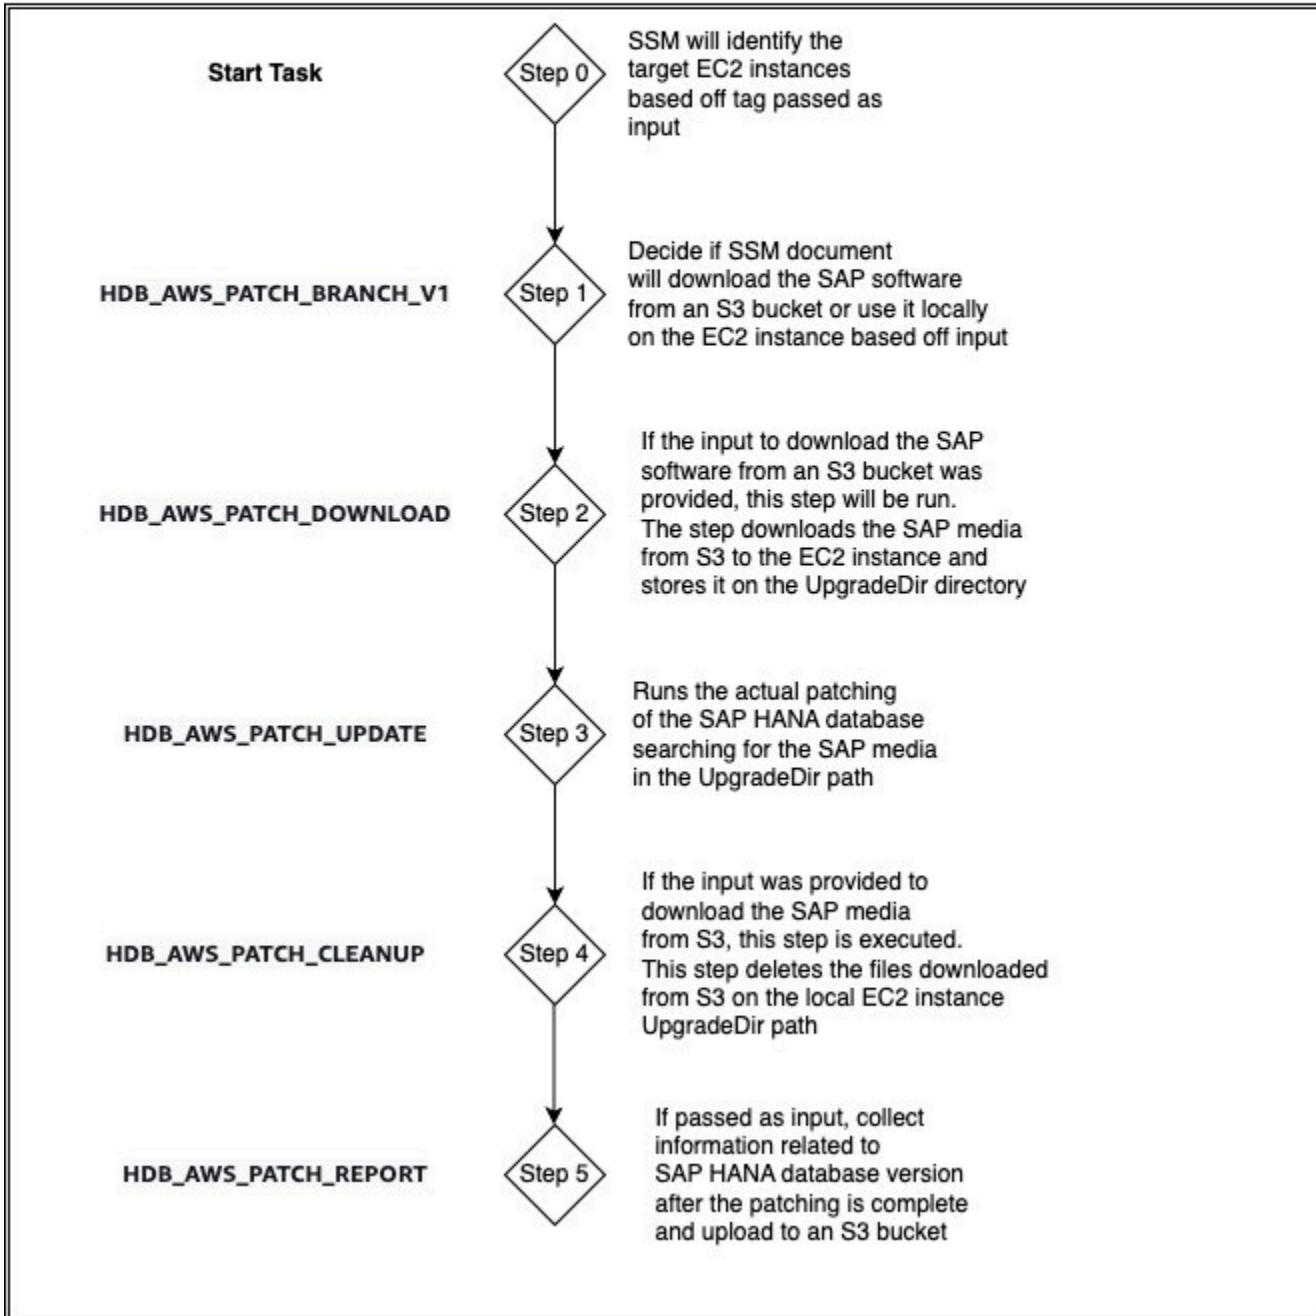 Start Task
Step 0
SSM will identify the
target EC2 instances
based off tag passed as
input
HDB_AWS_PATCH_BRANCH_V1
Step 1
Decide if SSM document
will download the SAP software
from an S3 bucket or use it locally
on the EC2 instance based off input
HDB_AWS_PATCH_DOWNLOAD
Step 2
If the input to download the SAP
software from an S3 bucket was
provided, this step will be run.
The step downloads the SAP media
from S3 to the EC2 instance and
stores it on the UpgradeDir directory
HDB_AWS_PATCH_UPDATE
Step 3
Runs the actual patching
of the SAP HANA database
searching for the SAP media
in the UpgradeDir path
HDB_AWS_PATCH_CLEANUP
Step 4
If the input was provided to
download the SAP media
from S3, this step is executed.
This step deletes the files downloaded
from S3 on the local EC2 instance
UpgradeDir path
HDB_AWS_PATCH_REPORT
Step 5
If passed as input, collect
information related to
SAP HANA database version
after the patching is complete
and upload to an S3 bucket